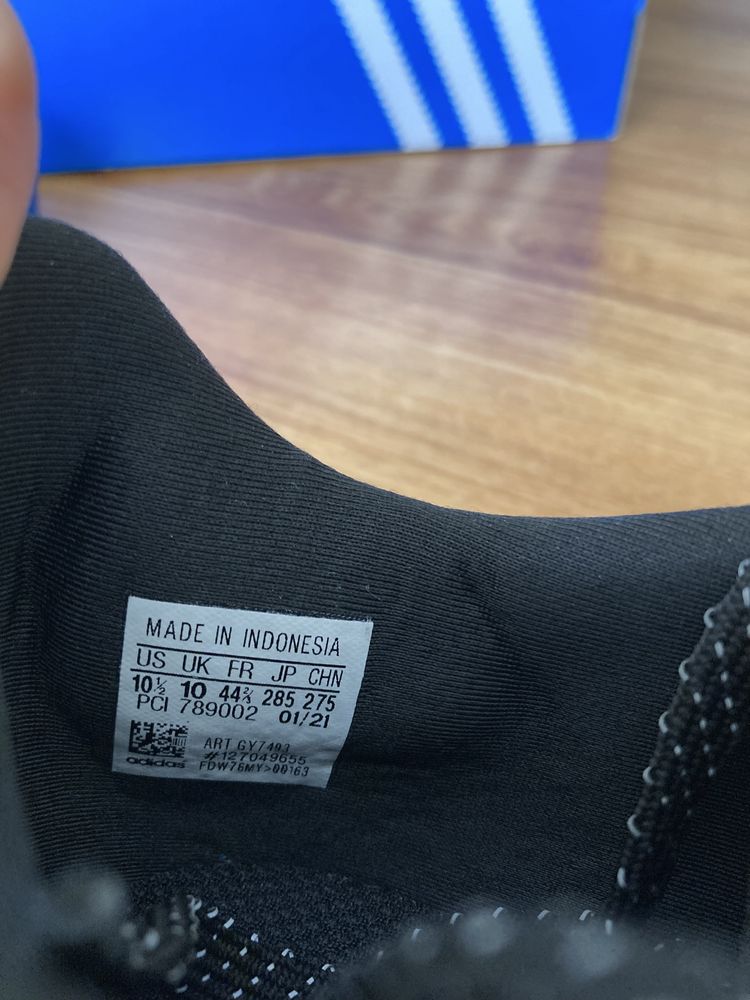 MADE IN INDONESIA
US UK FR JP CHN
10½ 10 44⅔ 285 275
PCI 789002 01/21
ART GY7493
#127049655
adidas FDW76MY>00163